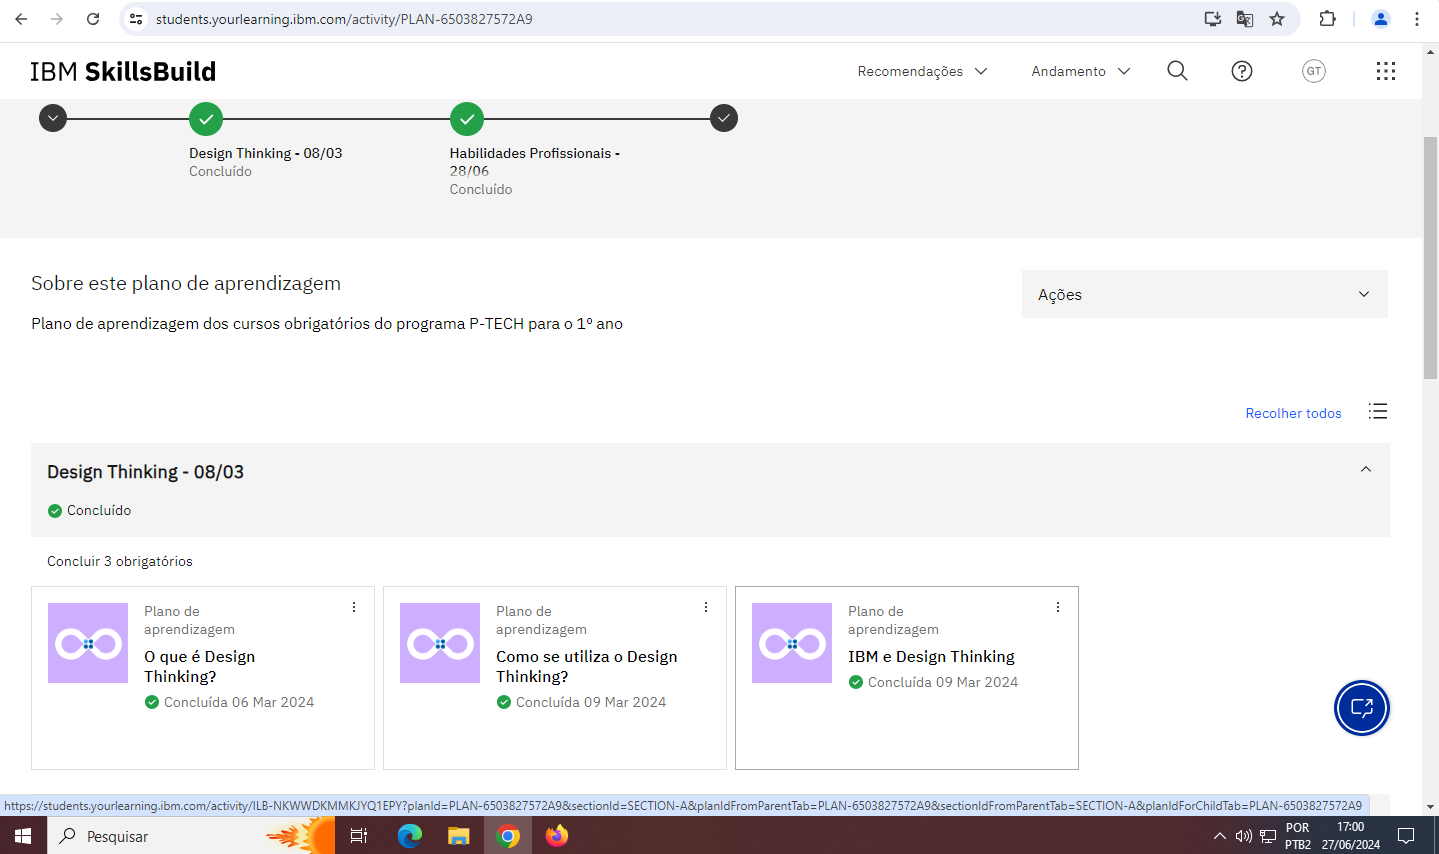 students.yourlearning.ibm.com/activity/PLAN-6503827572A9
IBM SkillsBuild
Recomendações
Andamento
GT
Design Thinking - 08/03
Concluído
Habilidades Profissionais -
28/06
Concluído
Sobre este plano de aprendizagem
Ações
Plano de aprendizagem dos cursos obrigatórios do programa P-TECH para o 1º ano
Recolher todos
Design Thinking - 08/03
Concluído
Concluir 3 obrigatórios
Plano de
aprendizagem
O que é Design
Thinking?
Concluída 06 Mar 2024
Plano de
aprendizagem
Como se utiliza o Design
Thinking?
Concluída 09 Mar 2024
Plano de
aprendizagem
IBM e Design Thinking
Concluída 09 Mar 2024
https://students.yourlearning.ibm.com/activity/ILB-NKWWDKMMKJYQ1EPY?planId=PLAN-6503827572A9&sectionId=SECTION-A&planIdFromParentTab=PLAN-6503827572A9&sectionIdFromParentTab=SECTION-A&planIdForChildTab=PLAN-6503827572A9
Pesquisar
POR
PTB2
17:00
27/06/2024